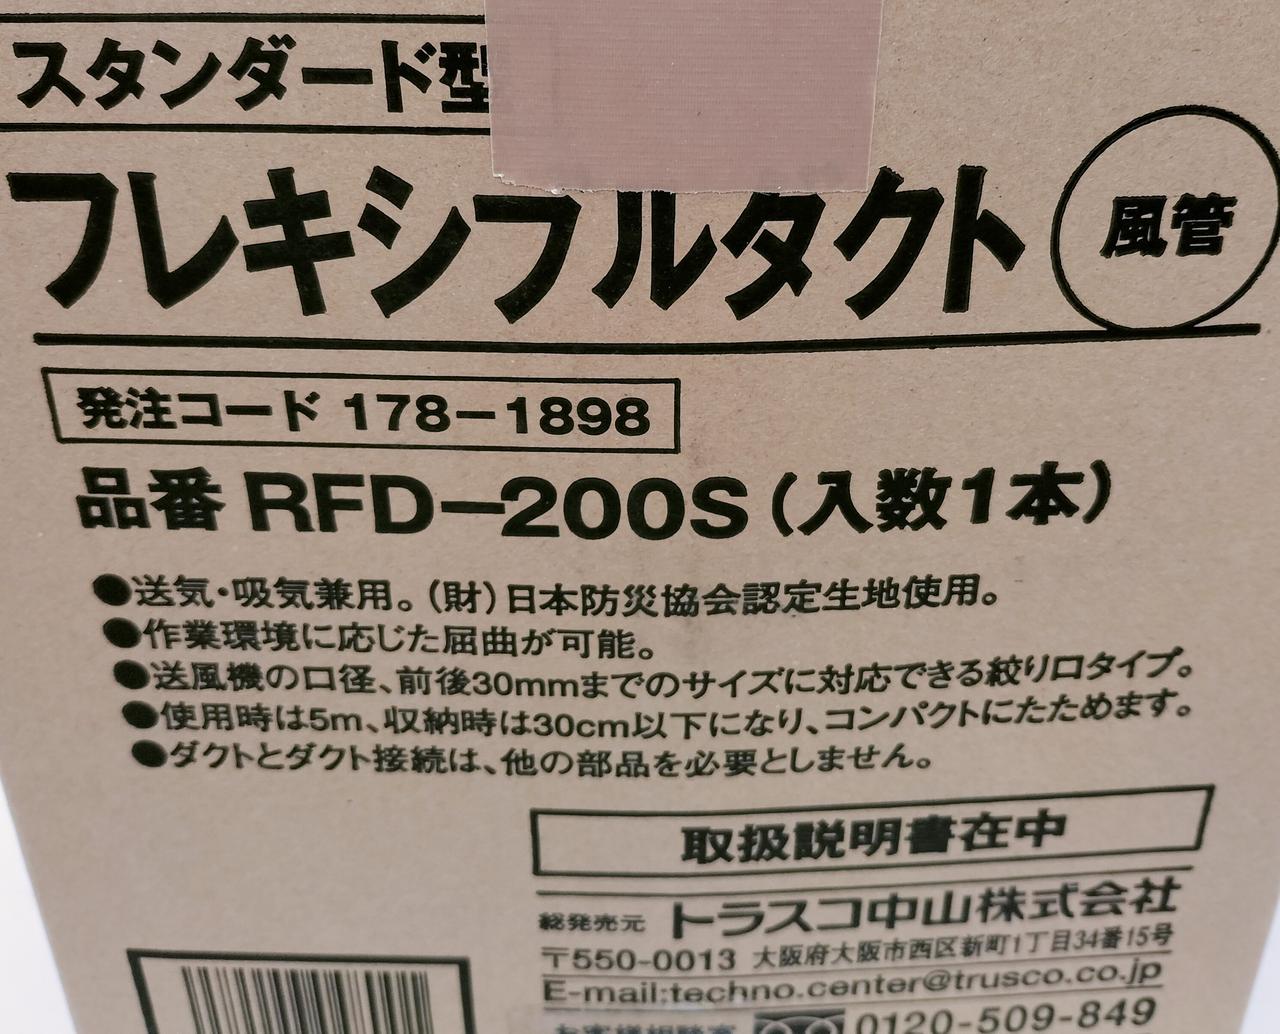 スタンダード型
フレキシブルダクト 風管
発注コード 178-1898
品番 RFD-200S(入数1本)
●送気・吸気兼用。(財)日本防災協会認定生地使用。
●作業環境に応じた屈曲が可能。
●送風機の口径、前後30mmまでのサイズに対応できる絞り口タイプ。
●使用時は5m、収納時は30cm以下になり、コンパクトにたためます。
●ダクトとダクト接続は、他の部品を必要としません。
取扱説明書在中
総発売元 トラスコ中山株式会社
〒550-0013 大阪府大阪市西区新町1丁目34番15号
E-mail:techno.center@trusco.co.jp
お客様相談室 0120-509-849